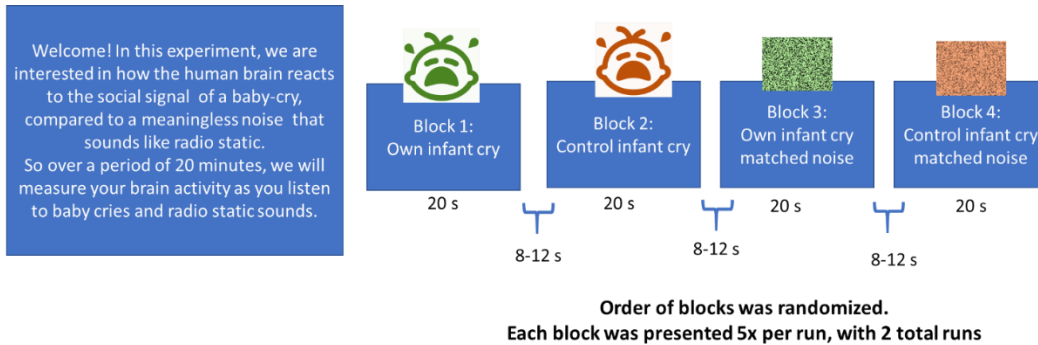 Welcome! In this experiment, we are
interested in how the human brain reacts
to the social signal of a baby-cry,
compared to a meaningless noise that
sounds like radio static.
So over a period of 20 minutes, we will
measure your brain activity as you listen
to baby cries and radio static sounds.
Block 1:
Own infant cry
20 s
Block 2:
Control infant cry
20 s
Block 3:
Own infant cry
matched noise
20 s
Block 4:
Control infant cry
matched noise
20 s
8-12 s
8-12 s
8-12 s
Order of blocks was randomized.
Each block was presented 5x per run, with 2 total runs